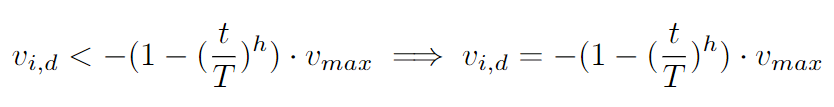 $v_{i,d} < -(1 - (\frac{t}{T})^h) \cdot v_{max} \implies v_{i,d} = -(1 - (\frac{t}{T})^h) \cdot v_{max}$